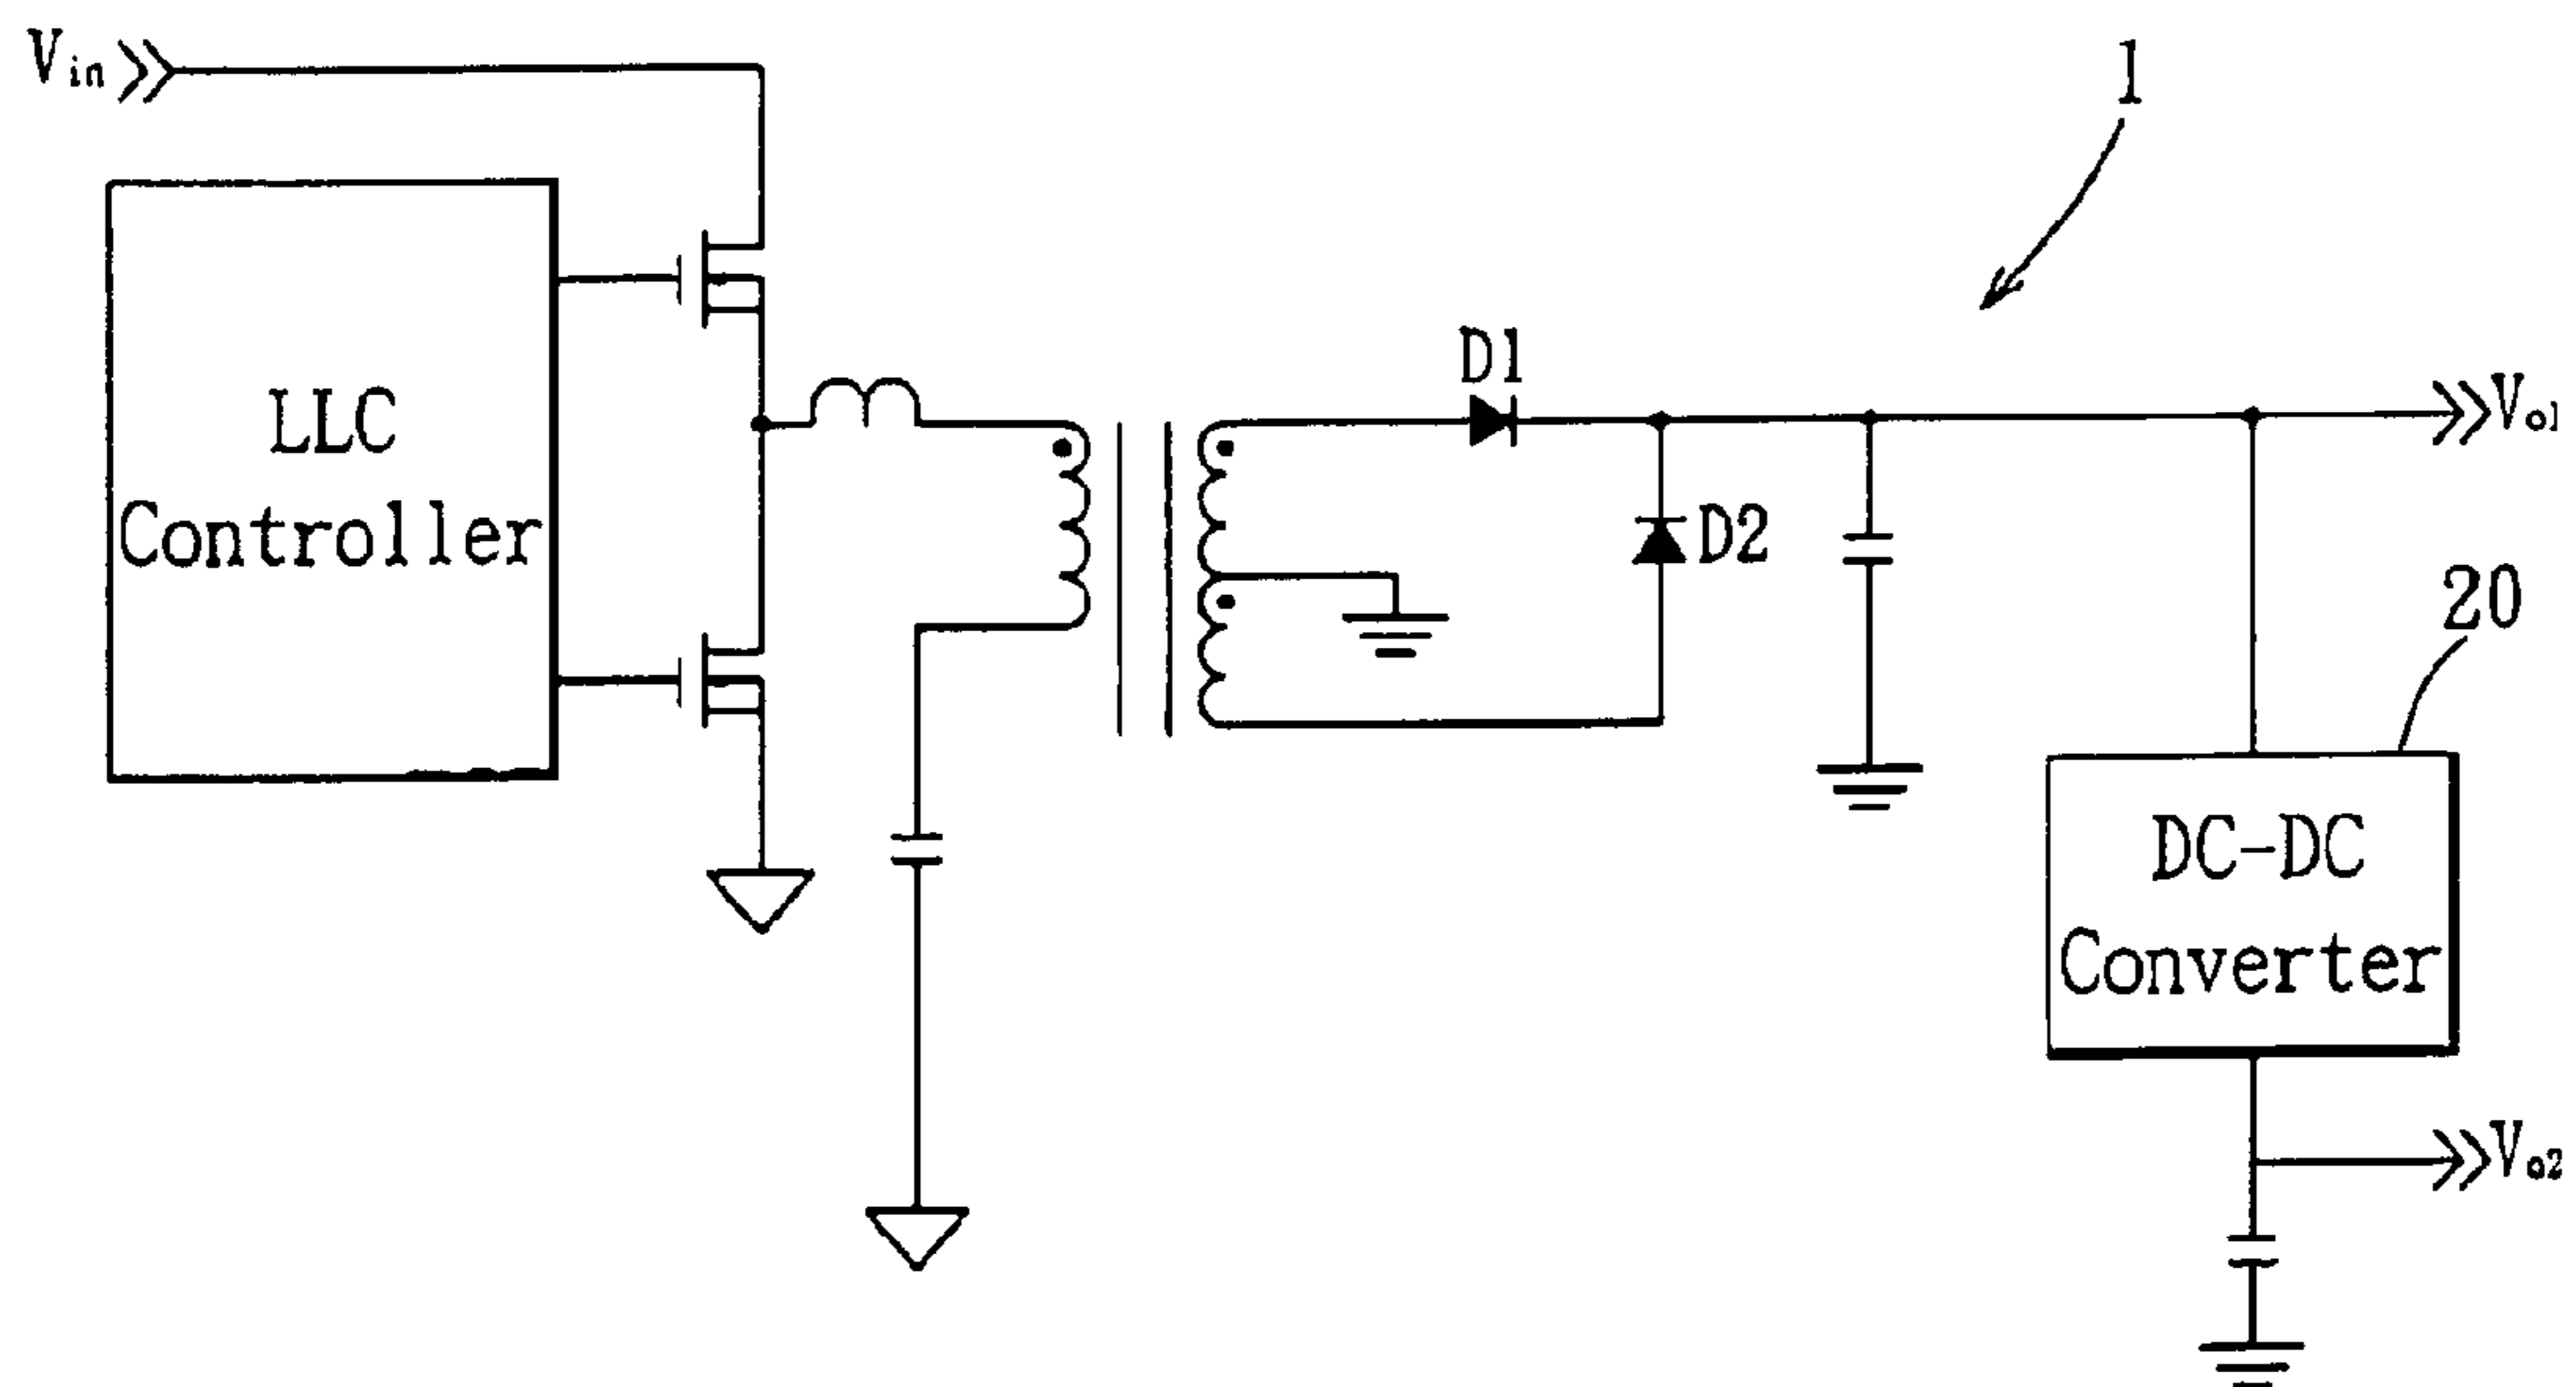 Vin
1
LLC
Controller
D1
Vo1
D2
20
DC-DC
Converter
Vo2